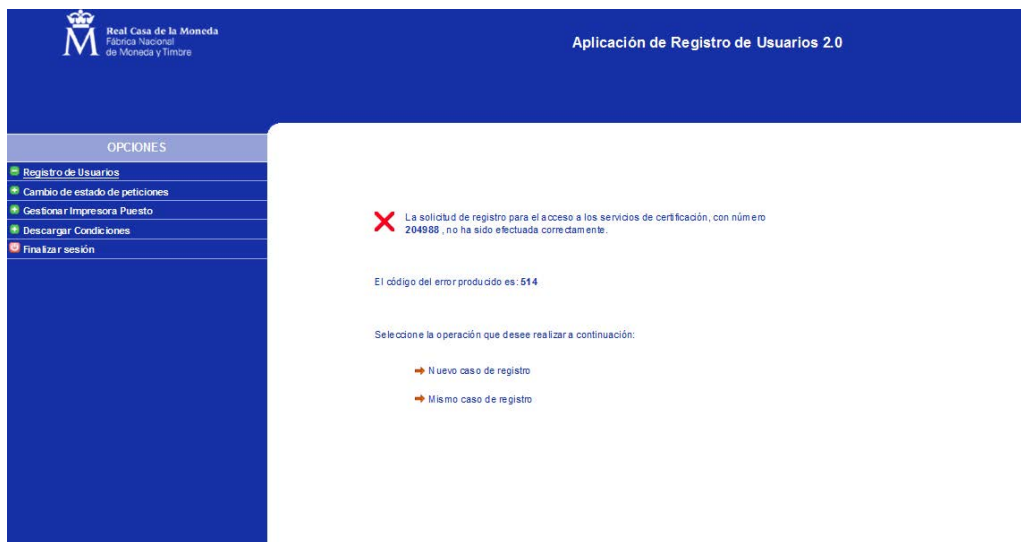 Real Casa de la Moneda
Fábrica Nacional
de Moneda y Timbre
Aplicación de Registro de Usuarios 2.0
OPCIONES
Registro de Usuarios
Cambio de estado de peticiones
Gestionar Impresora Puesto
Descargar Condiciones
Finalizar sesión
La solicitud de registro para el acceso a los servicios de certificación, con número
204988 , no ha sido efectuada correctamente.
El código del error producido es: 514
Seleccione la operación que desee realizar a continuación:
Nuevo caso de registro
Mismo caso de registro